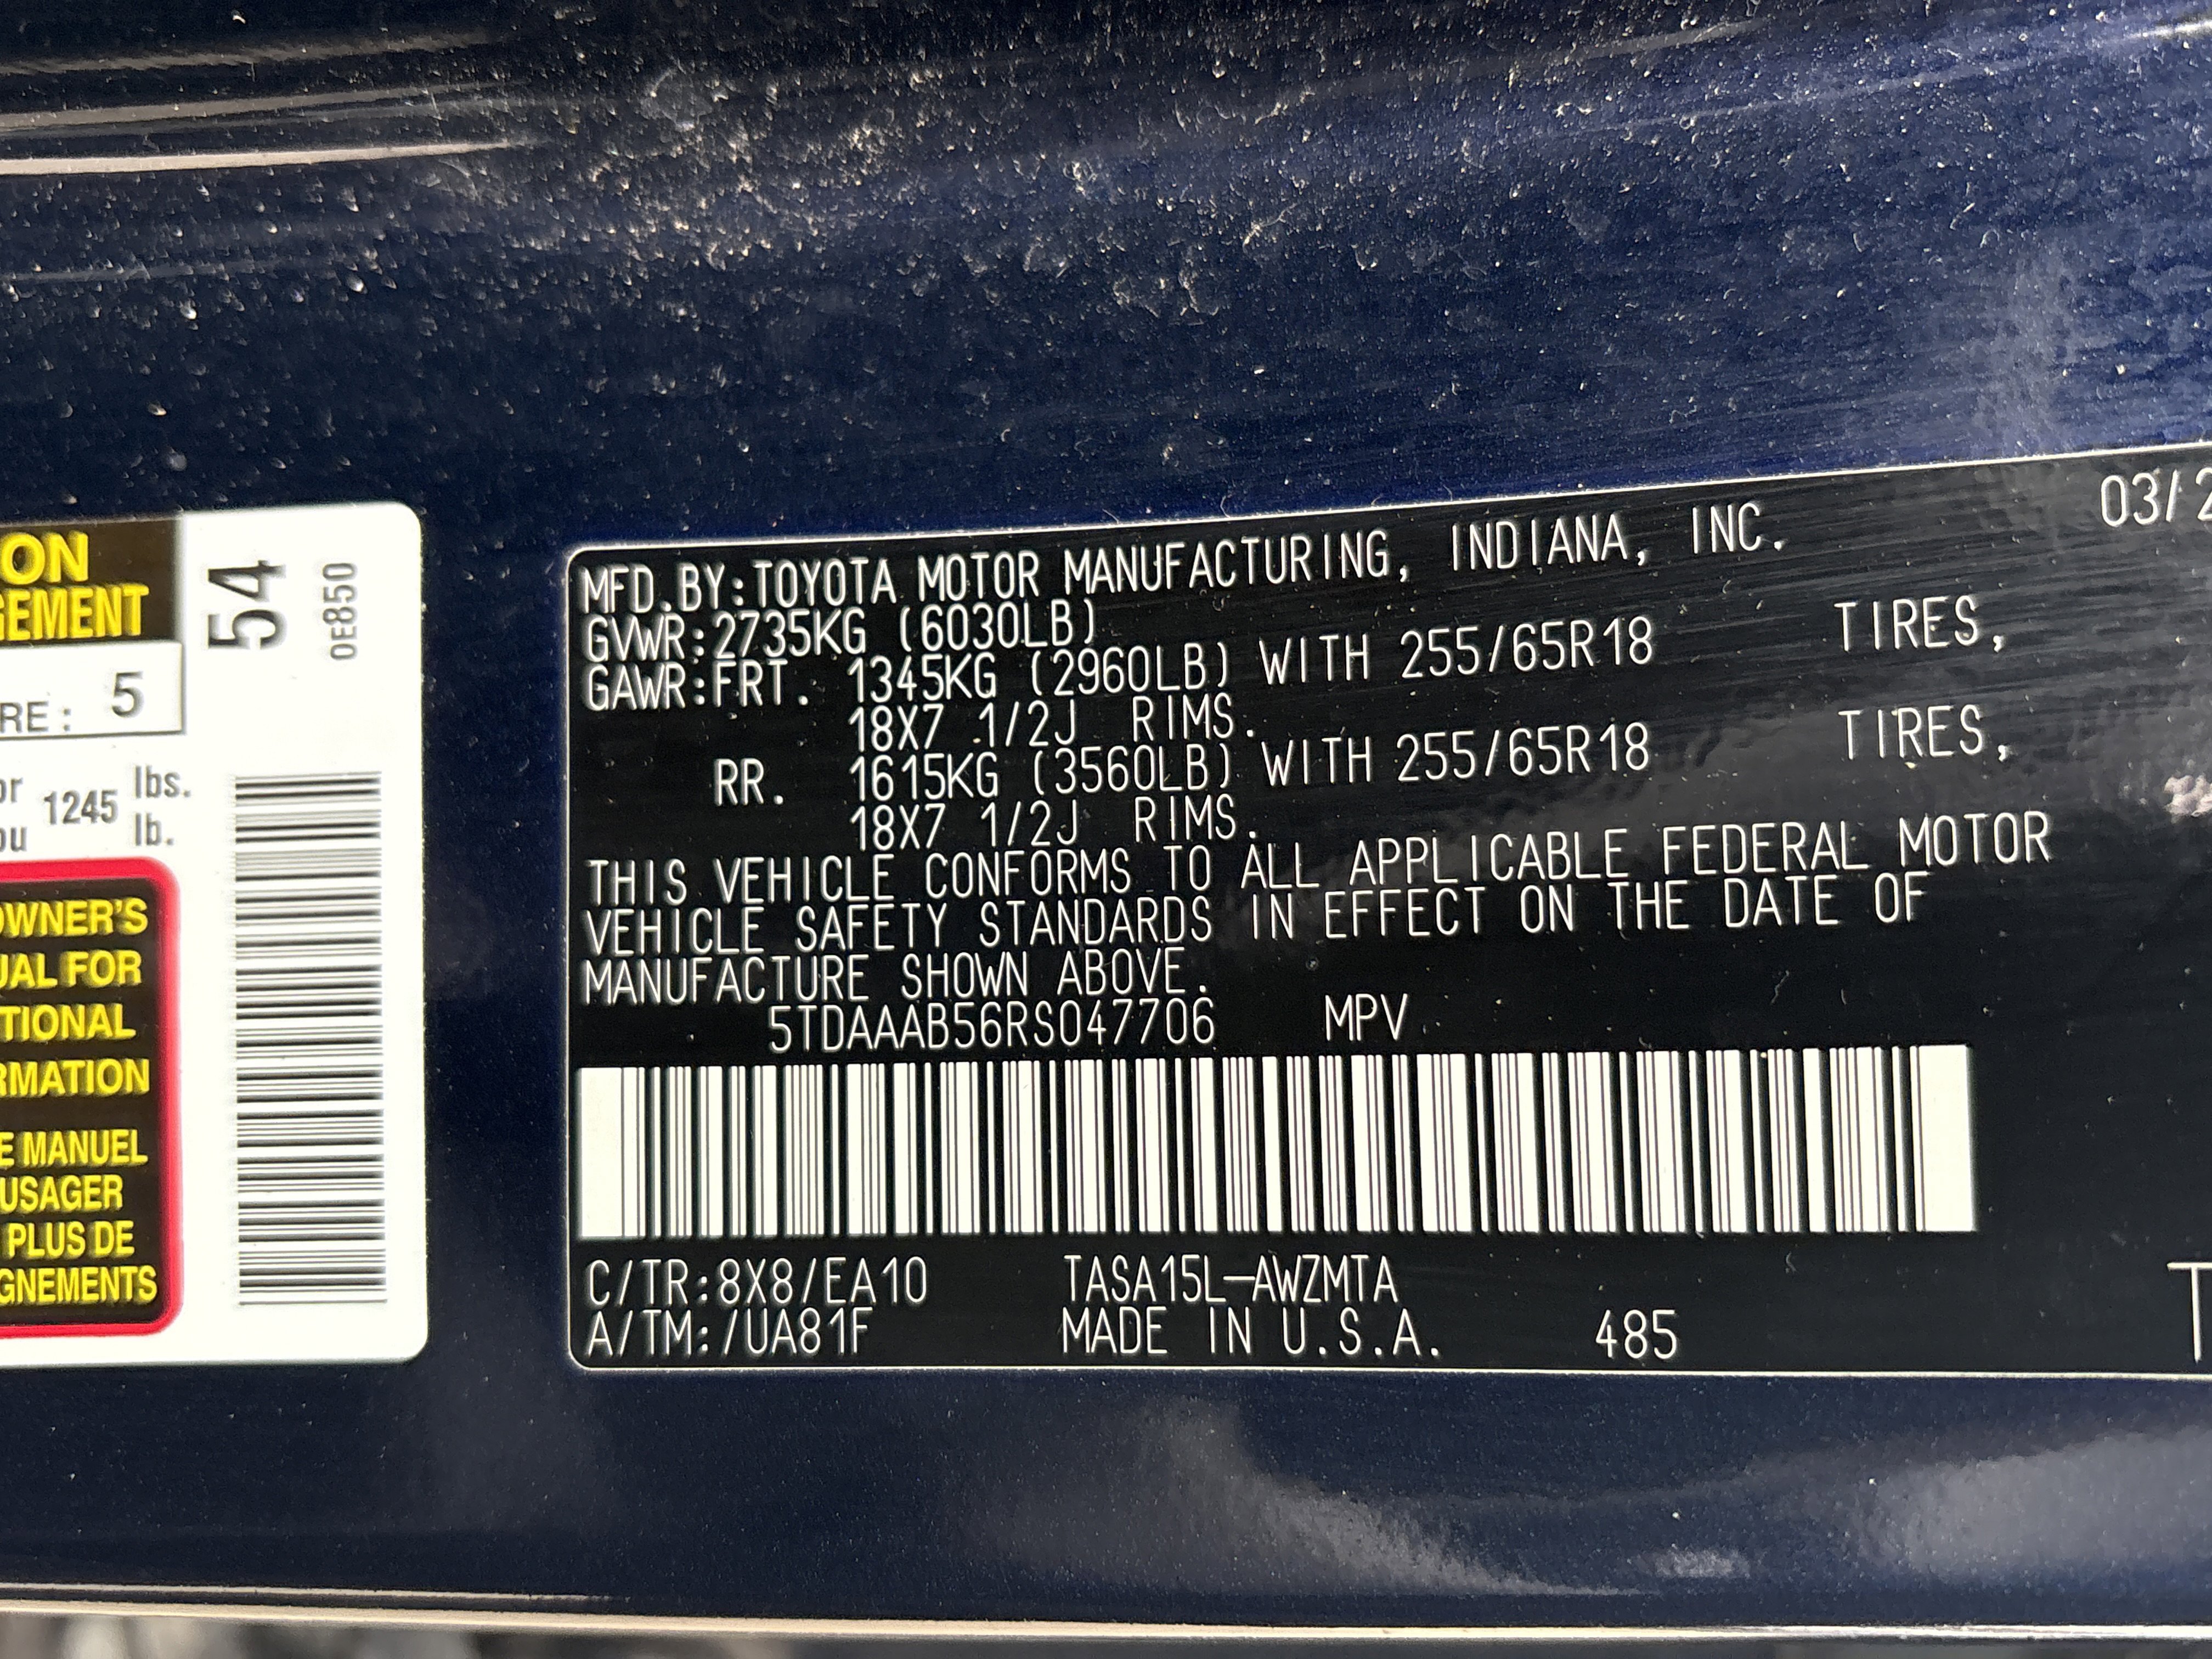 ON
GEMENT
RE: 5
or 1245 lbs.
ou lb.
OWNER'S
UAL FOR
TIONAL
RMATION
E MANUEL
USAGER
PLUS DE
GNEMENTS
54
0E850
03/2
MFD.BY:TOYOTA MOTOR MANUFACTURING, INDIANA, INC.
GVWR:2735KG (6030LB)
GAWR:FRT. 1345KG (2960LB) WITH 255/65R18 TIRES,
18X7 1/2J RIMS.
RR. 1615KG (3560LB) WITH 255/65R18 TIRES,
18X7 1/2J RIMS.
THIS VEHICLE CONFORMS TO ALL APPLICABLE FEDERAL MOTOR
VEHICLE SAFETY STANDARDS IN EFFECT ON THE DATE OF
MANUFACTURE SHOWN ABOVE.
5TDAAAB56RS047706 MPV
C/TR:8X8/EA10 TASA15L-AWZMTA
A/TM:/UA81F MADE IN U.S.A. 485
T